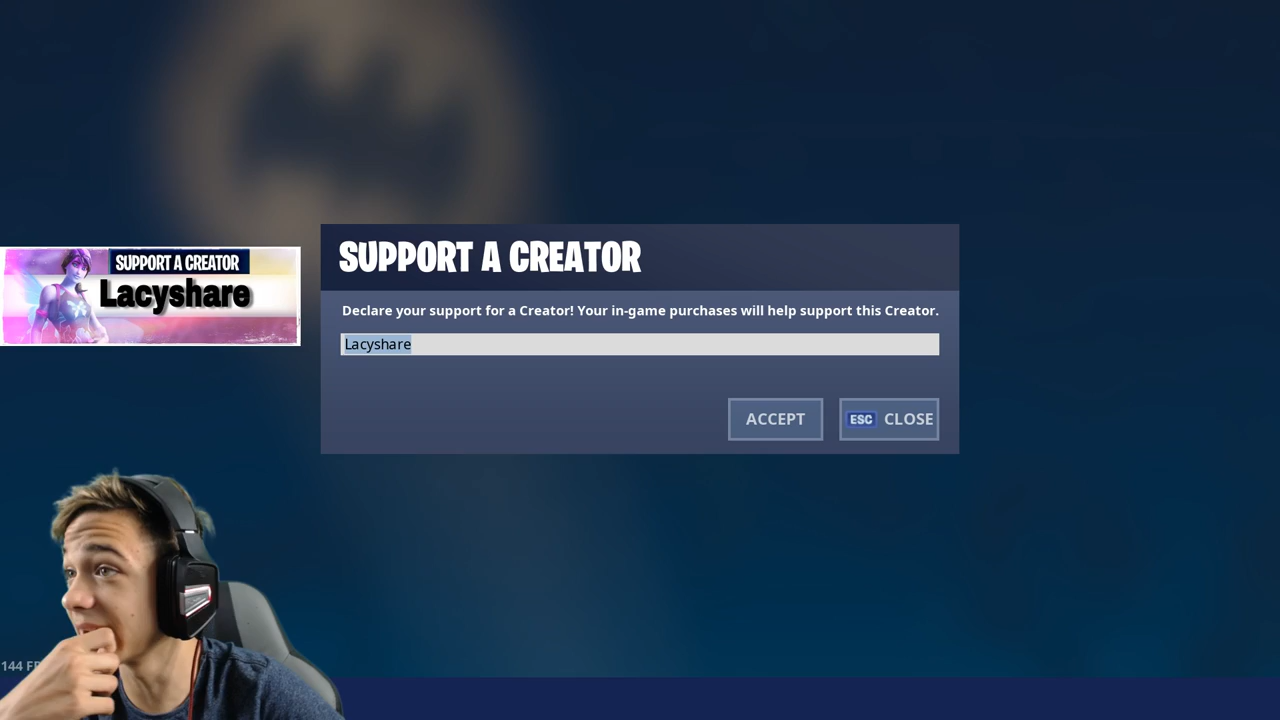 SUPPORT A CREATOR
Lacyshare
SUPPORT A CREATOR
Declare your support for a Creator! Your in-game purchases will help support this Creator.
Lacyshare
ACCEPT
ESC CLOSE
144